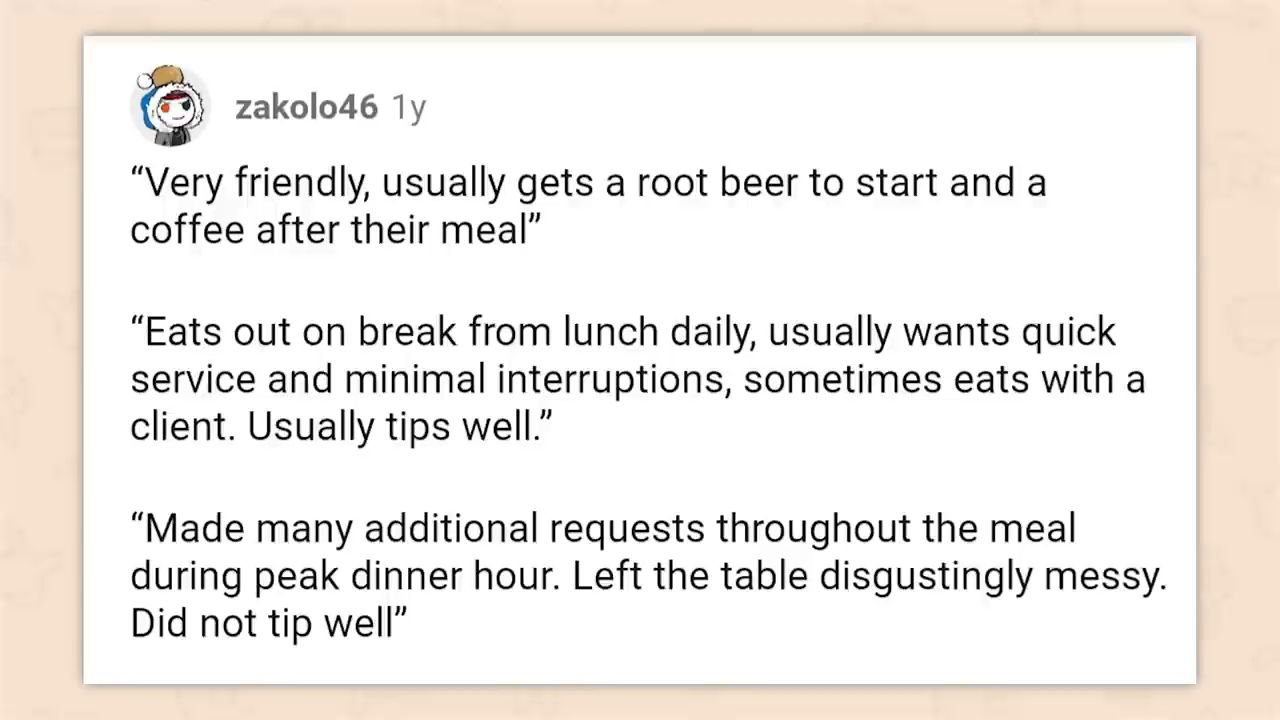 zakolo46 1y
“Very friendly, usually gets a root beer to start and a
coffee after their meal”
“Eats out on break from lunch daily, usually wants quick
service and minimal interruptions, sometimes eats with a
client. Usually tips well.”
“Made many additional requests throughout the meal
during peak dinner hour. Left the table disgustingly messy.
Did not tip well”